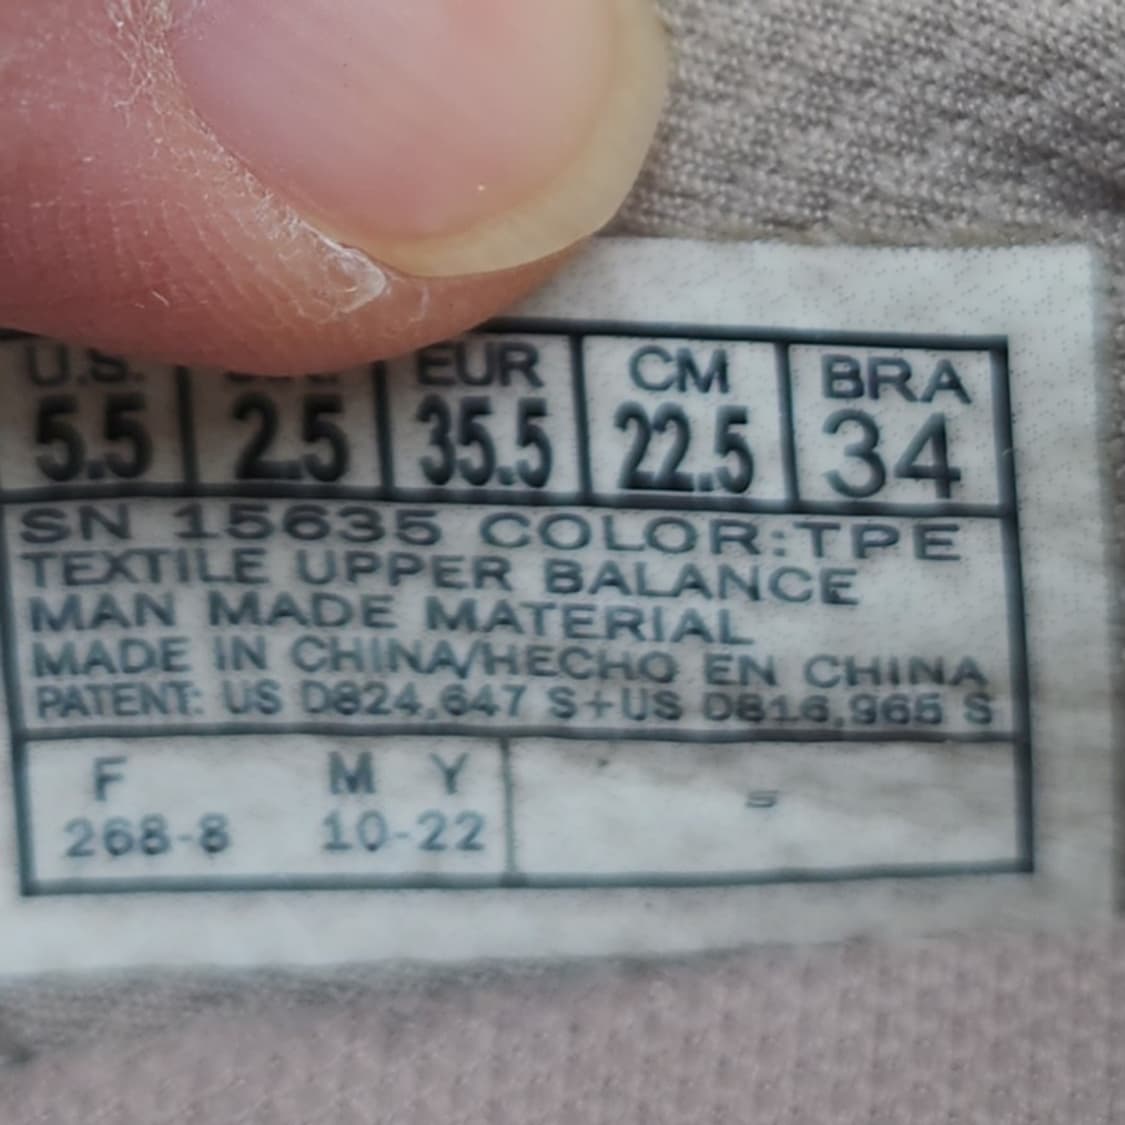 U.S. EUR CM BRA
5.5 2.5 35.5 22.5 34
SN 15635 COLOR:TPE
TEXTILE UPPER BALANCE
MAN MADE MATERIAL
MADE IN CHINA/HECHO EN CHINA
PATENT: US D824,647 S+US D816,965 S
F M Y
268-8 10-22